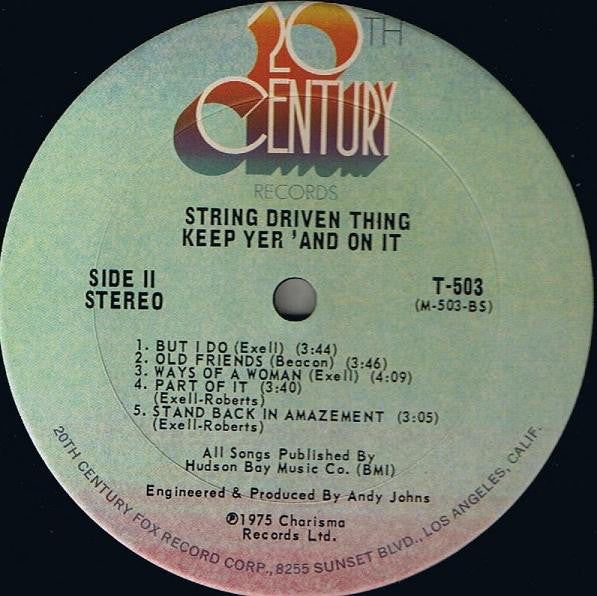 20TH
CENTURY
RECORDS
STRING DRIVEN THING
KEEP YER 'AND ON IT
SIDE II
STEREO
T-503
(M-503-BS)
1. BUT I DO (Exell) (3:44)
2. OLD FRIENDS (Beacon) (3:46)
3. WAYS OF A WOMAN (Exell) (4:09)
4. PART OF IT (3:40)
(Exell-Roberts)
5. STAND BACK IN AMAZEMENT (3:05)
(Exell-Roberts)
All Songs Published By
Hudson Bay Music Co. (BMI)
Engineered & Produced By Andy Johns
℗1975 Charisma
Records Ltd.
20TH CENTURY FOX RECORD CORP., 8255 SUNSET BLVD., LOS ANGELES, CALIF.